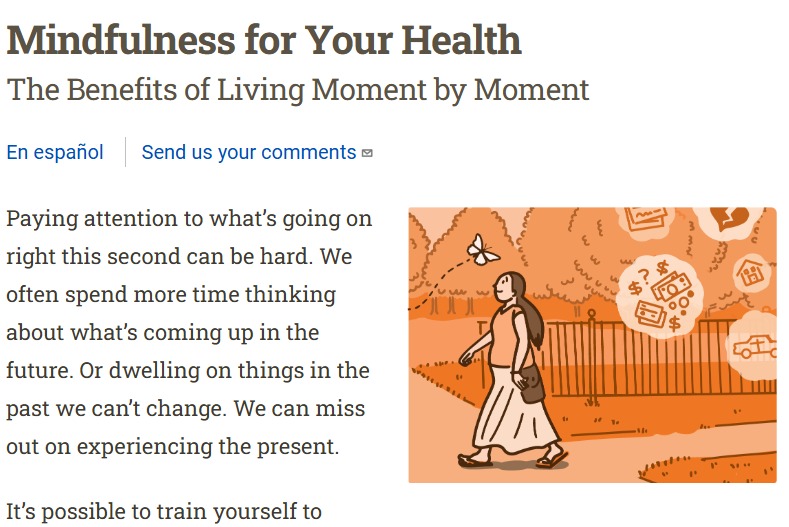 Mindfulness for Your Health
The Benefits of Living Moment by Moment
En español
Send us your comments
Paying attention to what’s going on
right this second can be hard. We
often spend more time thinking
about what’s coming up in the
future. Or dwelling on things in the
past we can’t change. We can miss
out on experiencing the present.
It’s possible to train yourself to
$ ? $
$
$